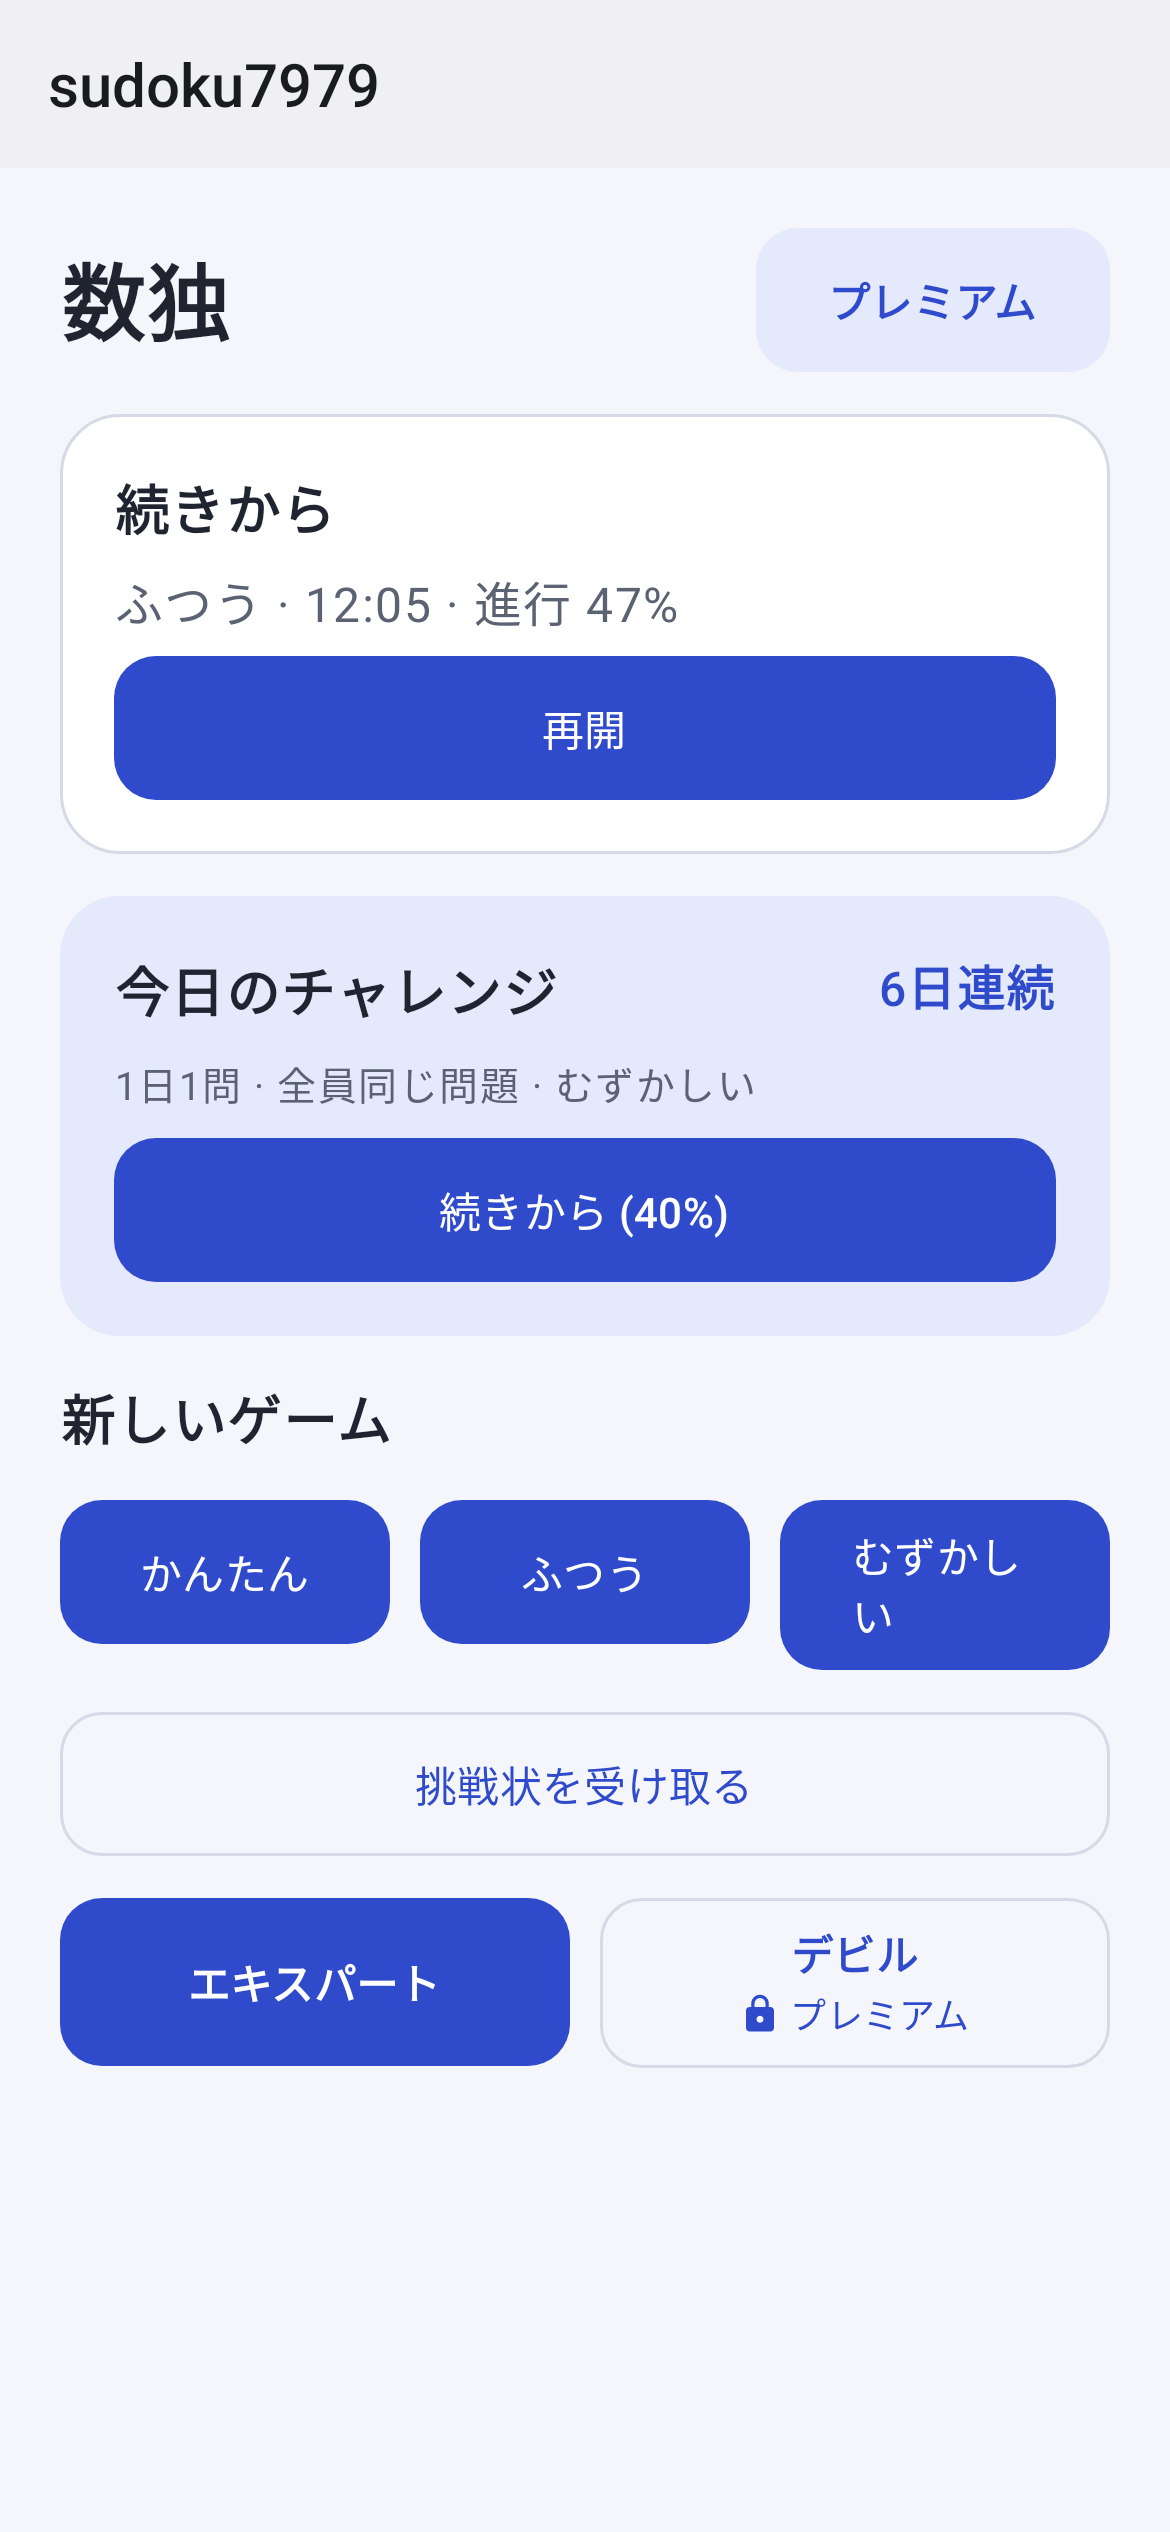 sudoku7979
数独
プレミアム
続きから
ふつう · 12:05 · 進行 47%
再開
今日のチャレンジ
6日連続
1日1問 · 全員同じ問題 · むずかしい
続きから (40%)
新しいゲーム
かんたん
ふつう
むずかし
い
挑戦状を受け取る
エキスパート
デビル
プレミアム